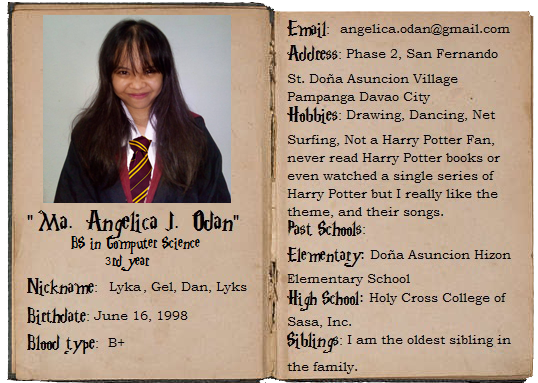 "Ma. Angelica J. Odan"
BS in Computer Science
3rd year
Nickname: Lyka, Gel, Dan, Lyks
Birthdate: June 16, 1998
Blood type: B+
Email: angelica.odan@gmail.com
Address: Phase 2, San Fernando
St. Doña Asuncion Village
Pampanga Davao City
Hobbies: Drawing, Dancing, Net
Surfing, Not a Harry Potter Fan,
never read Harry Potter books or
even watched a single series of
Harry Potter but I really like the
theme, and their songs.
Past Schools:
Elementary: Doña Asuncion Hizon
Elementary School
High School: Holy Cross College of
Sasa, Inc.
Siblings: I am the oldest sibling in
the family.